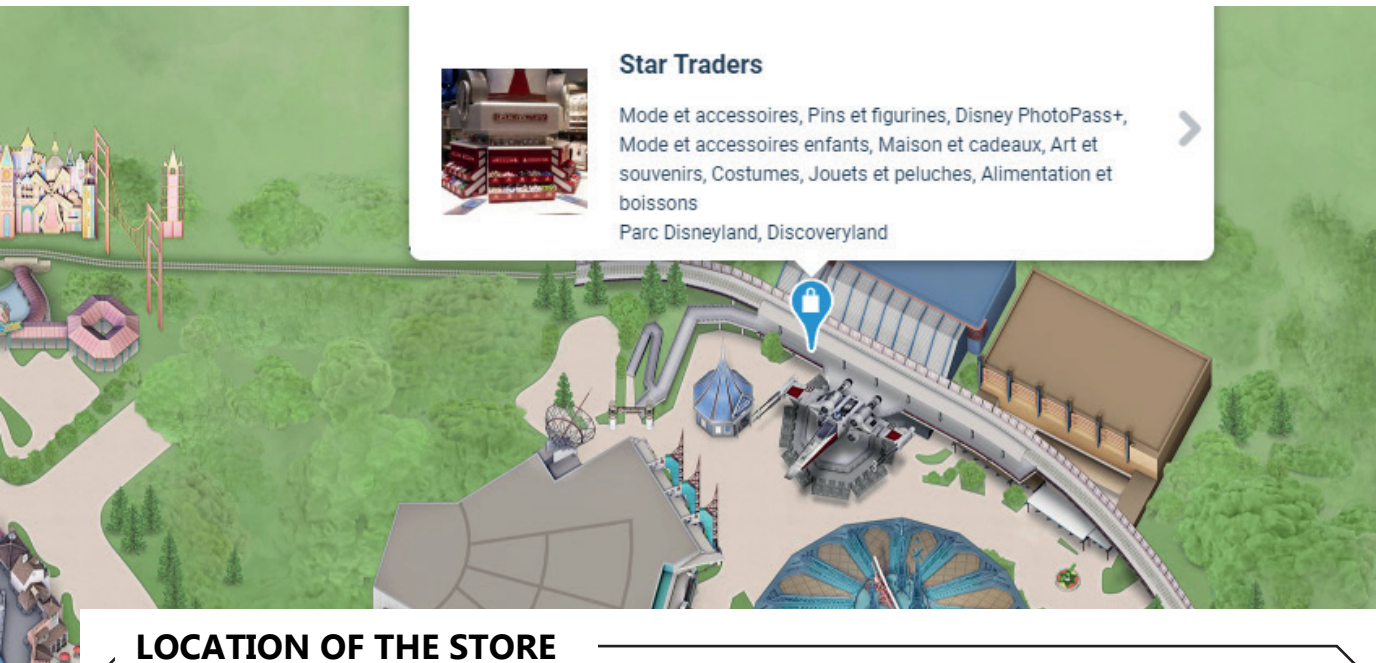 Star Traders
Mode et accessoires, Pins et figurines, Disney PhotoPass+,
Mode et accessoires enfants, Maison et cadeaux, Art et
souvenirs, Costumes, Jouets et peluches, Alimentation et
boissons
Parc Disneyland, Discoveryland
LOCATION OF THE STORE